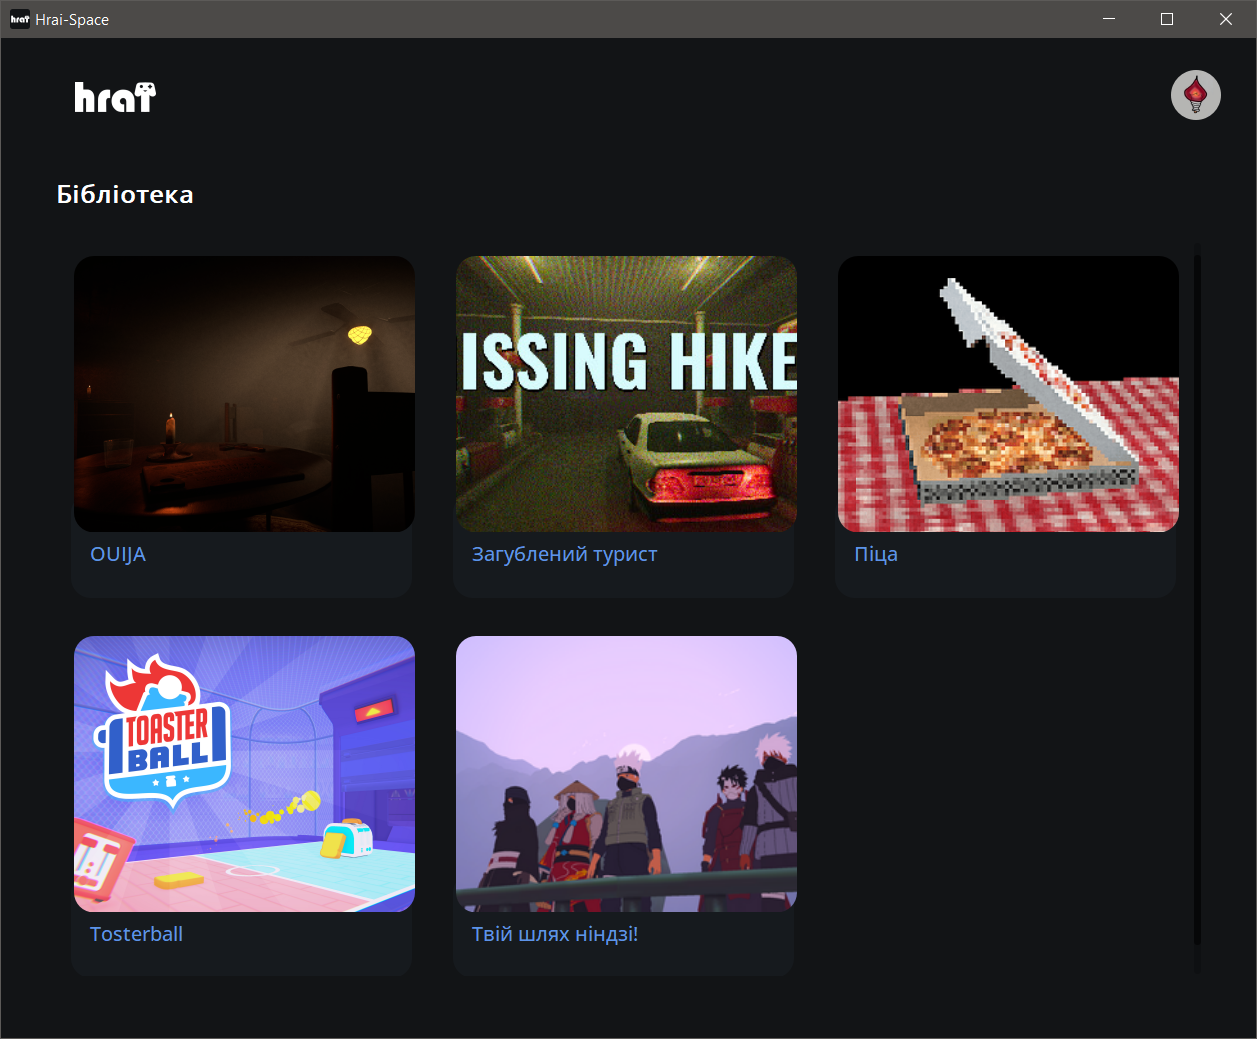 hrai Hrai-Space
hrai
Бібліотека
ISSING HIKE
OUIJA
Загублений турист
Піца
TOASTER
BALL
Tosterball
Твій шлях ніндзі!